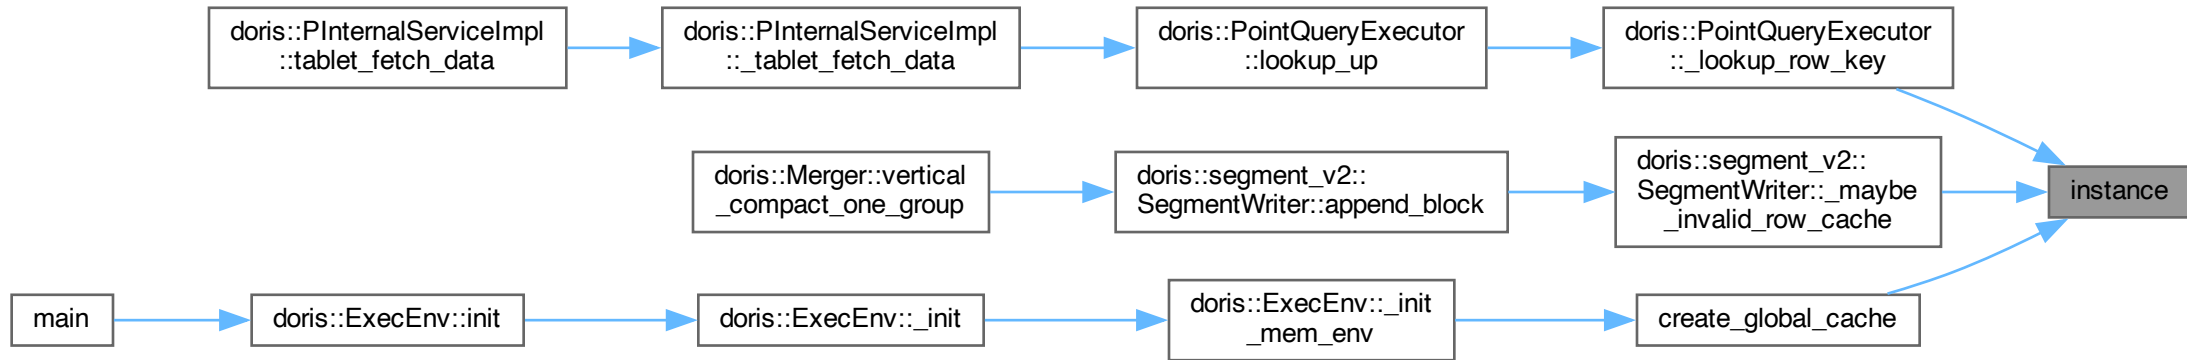 doris::PInternalServiceImpl
::tablet_fetch_data
doris::PInternalServiceImpl
::_tablet_fetch_data
doris::PointQueryExecutor
::lookup_up
doris::PointQueryExecutor
::_lookup_row_key
doris::Merger::vertical
_compact_one_group
doris::segment_v2::
SegmentWriter::append_block
doris::segment_v2::
SegmentWriter::_maybe
_invalid_row_cache
instance
main
doris::ExecEnv::init
doris::ExecEnv::_init
doris::ExecEnv::_init
_mem_env
create_global_cache